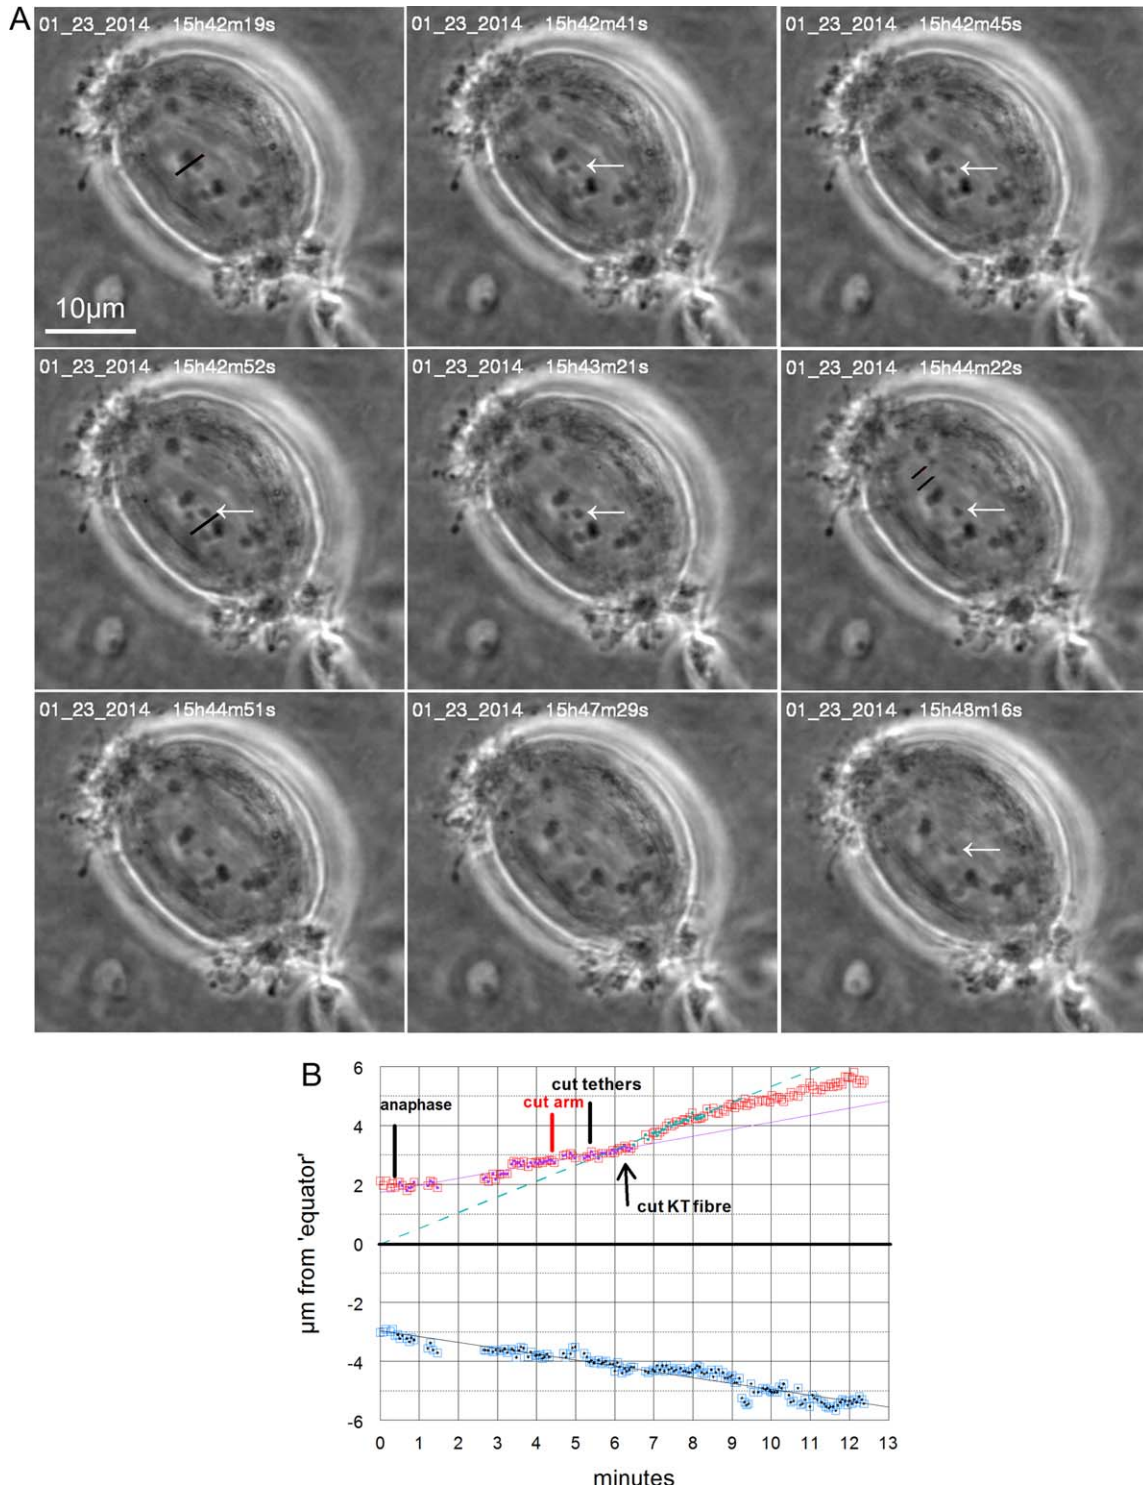 A
01_23_2014 15h42m19s
01_23_2014 15h42m41s
01_23_2014 15h42m45s
10µm
01_23_2014 15h42m52s
01_23_2014 15h43m21s
01_23_2014 15h44m22s
01_23_2014 15h44m51s
01_23_2014 15h47m29s
01_23_2014 15h48m16s
B
µm from 'equator'
6
4
2
0
-2
-4
-6
anaphase
cut arm
cut tethers
cut KT fibre
0 1 2 3 4 5 6 7 8 9 10 11 12 13
minutes